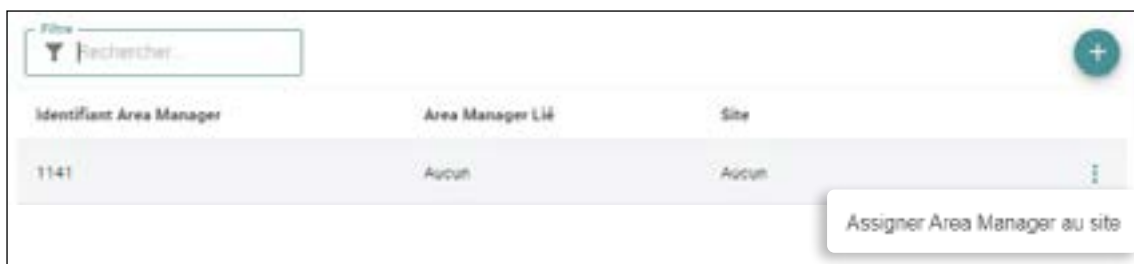 Filtre
Rechercher...
+
Identifiant Area Manager Area Manager Lié Site
1141 Aucun Aucun
Assigner Area Manager au site